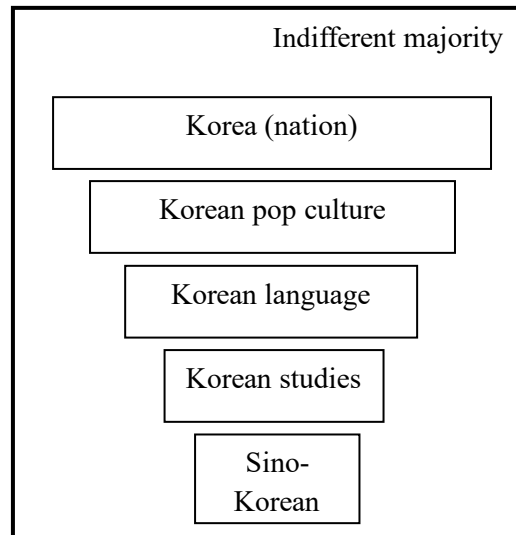 Indifferent majority
Korea (nation)
Korean pop culture
Korean language
Korean studies
Sino-
Korean